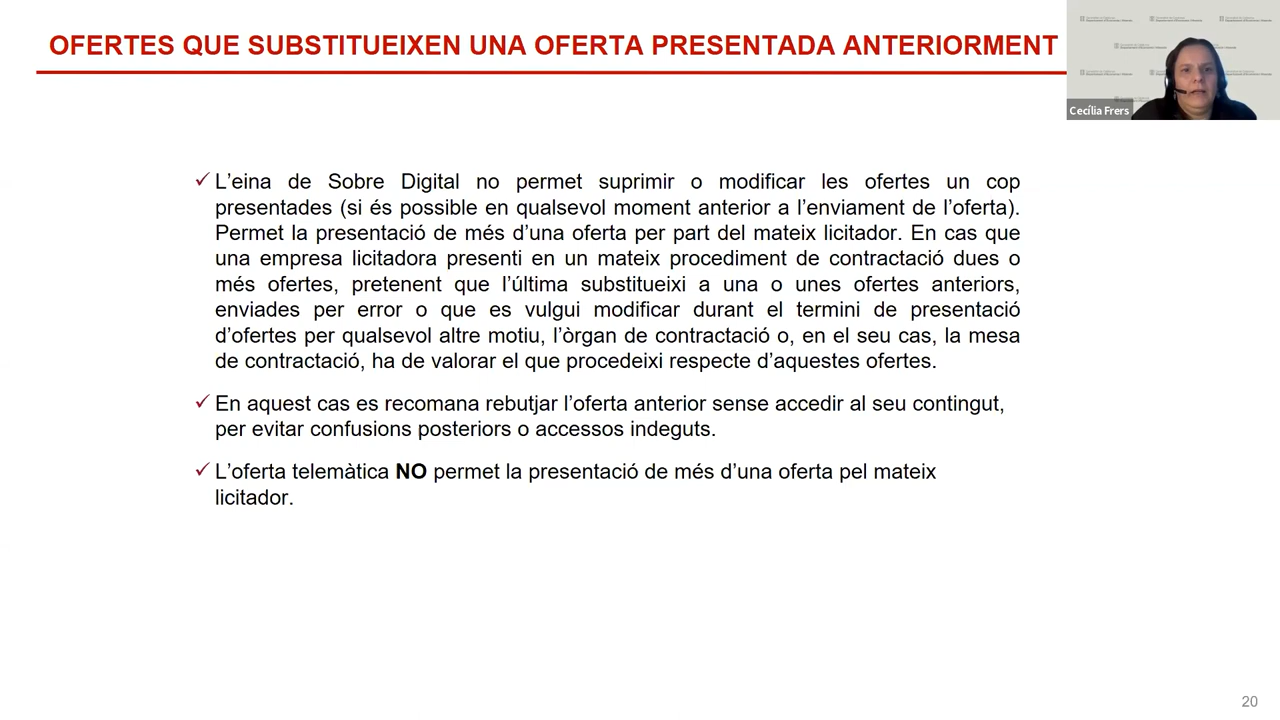 OFERTES QUE SUBSTITUEIXEN UNA OFERTA PRESENTADA ANTERIORMENT
Cecília Frers
✓ L’eina de Sobre Digital no permet suprimir o modificar les ofertes un cop
presentades (si és possible en qualsevol moment anterior a l’enviament de l’oferta).
Permet la presentació de més d’una oferta per part del mateix licitador. En cas que
una empresa licitadora presenti en un mateix procediment de contractació dues o
més ofertes, pretenent que l’última substitueixi a una o unes ofertes anteriors,
enviades per error o que es vulgui modificar durant el termini de presentació
d’ofertes per qualsevol altre motiu, l’òrgan de contractació o, en el seu cas, la mesa
de contractació, ha de valorar el que procedeixi respecte d’aquestes ofertes.
✓ En aquest cas es recomana rebutjar l’oferta anterior sense accedir al seu contingut,
per evitar confusions posteriors o accessos indeguts.
✓ L’oferta telemàtica NO permet la presentació de més d’una oferta pel mateix
licitador.
20